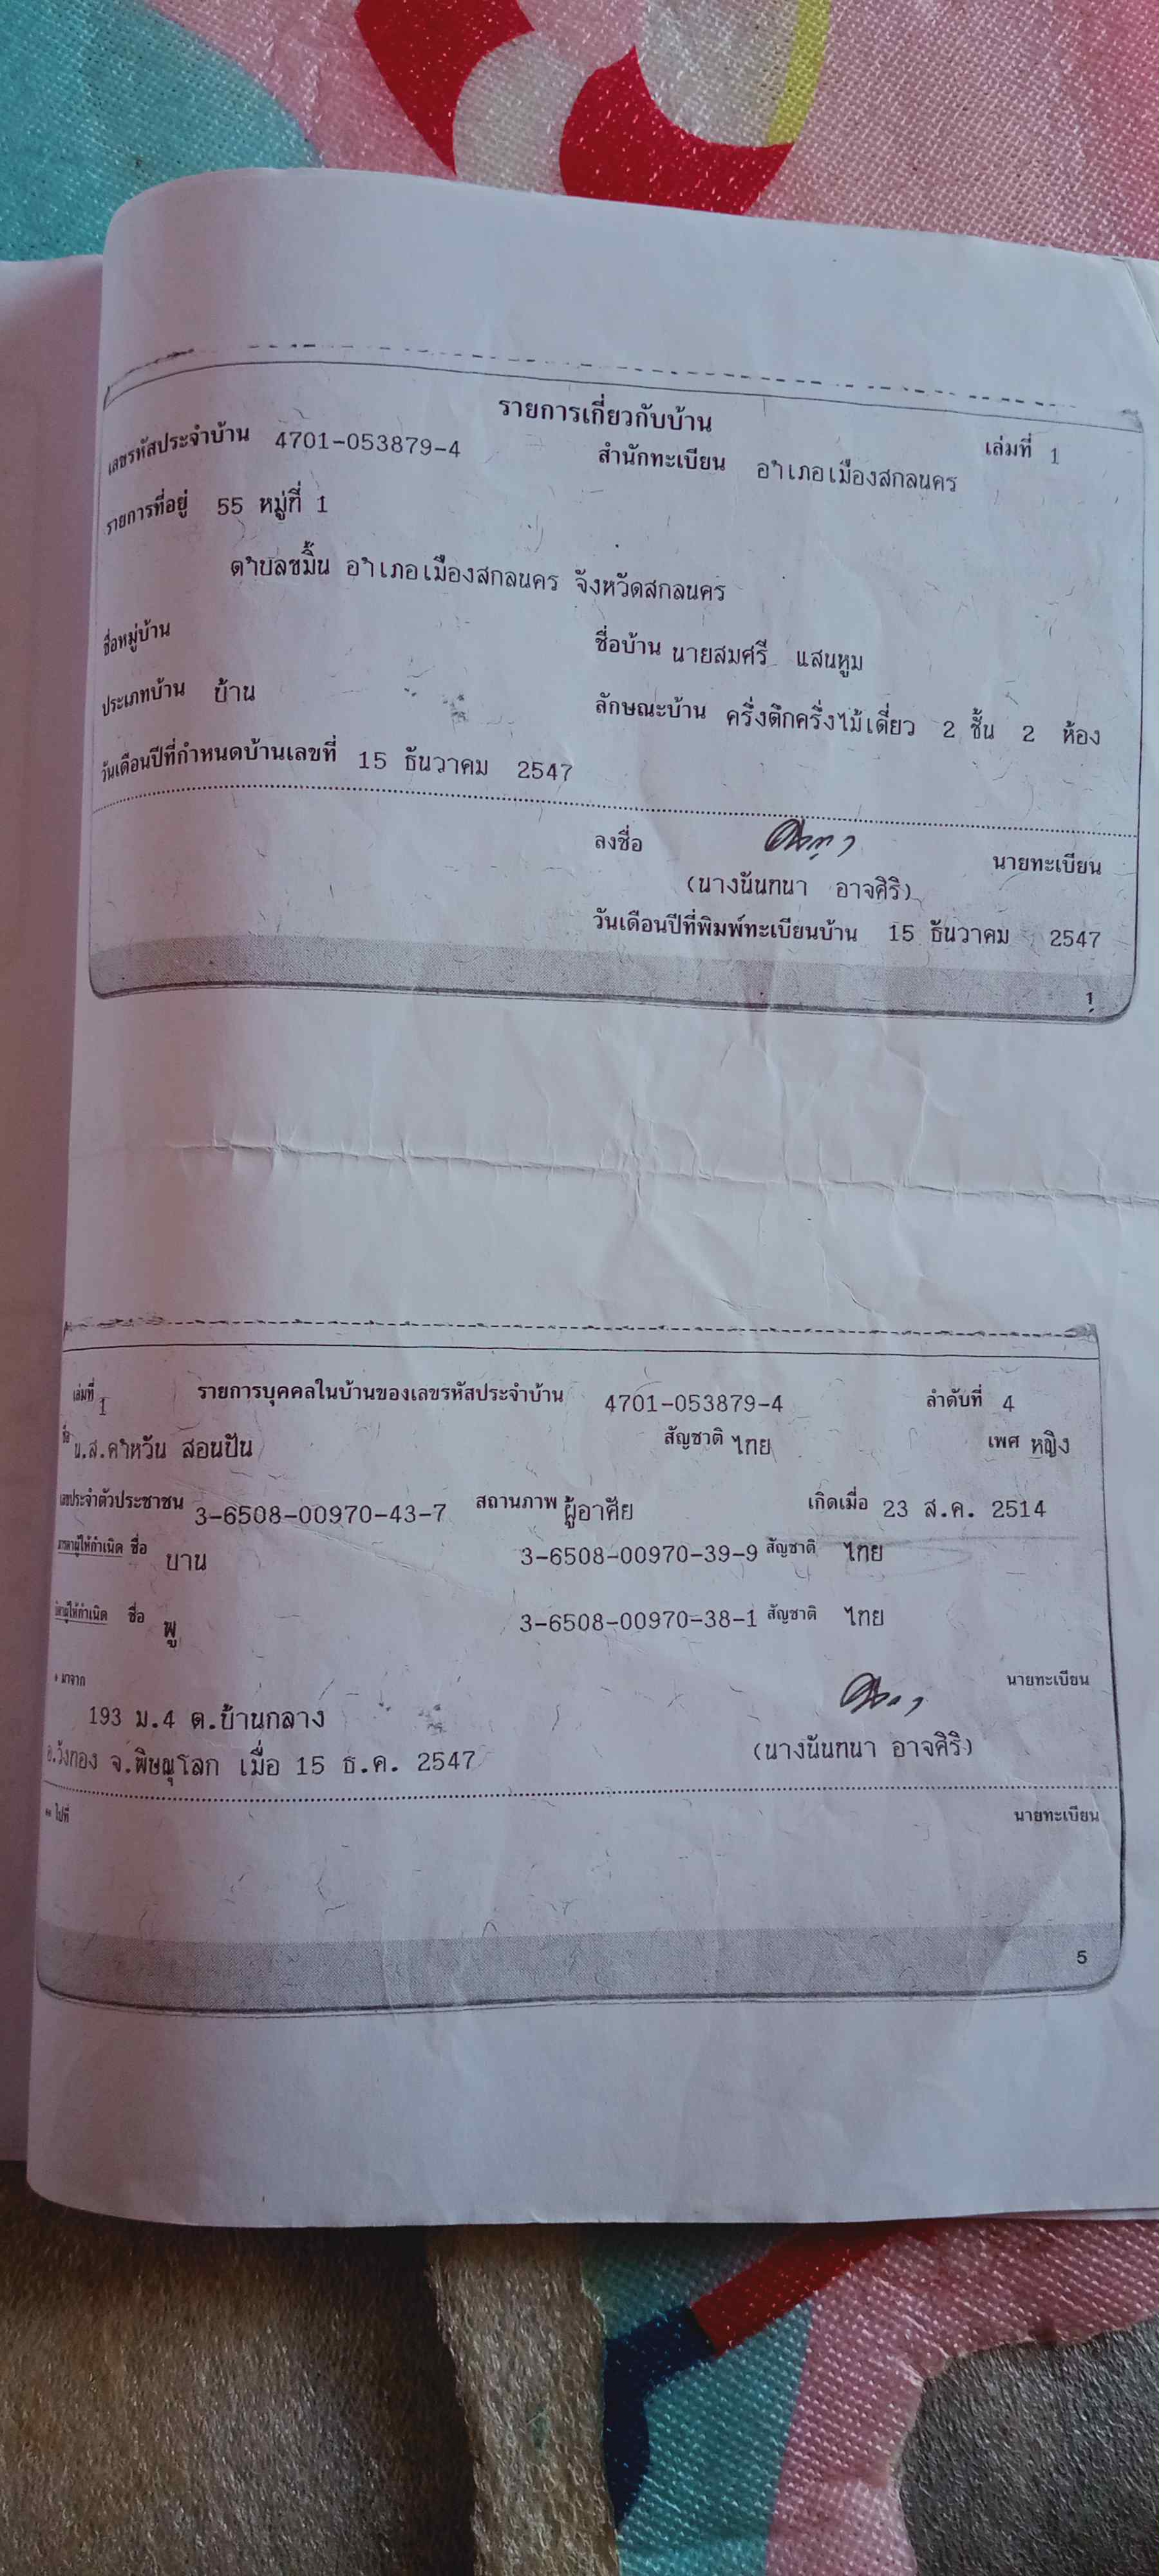 รายการเกี่ยวกับบ้าน
เล่มที่ 1
เลขรหัสประจำบ้าน 4701-053879-4 สำนักทะเบียน อำเภอเมืองสกลนคร
รายการที่อยู่ 55 หมู่ที่ 1
ตำบลขมิ้น อำเภอเมืองสกลนคร จังหวัดสกลนคร
ชื่อหมู่บ้าน ชื่อบ้าน นายสมศรี แสนหูม
ประเภทบ้าน บ้าน ลักษณะบ้าน ครึ่งตึกครึ่งไม้เดี่ยว 2 ชั้น 2 ห้อง
วันเดือนปีที่กำหนดบ้านเลขที่ 15 ธันวาคม 2547
ลงชื่อ นายทะเบียน
(นางนันทนา อาจศิริ)
วันเดือนปีที่พิมพ์ทะเบียนบ้าน 15 ธันวาคม 2547
1
เล่มที่ 1 รายการบุคคลในบ้านของเลขรหัสประจำบ้าน 4701-053879-4 ลำดับที่ 4
ชื่อ น.ส.คำหวัน สอนปัน สัญชาติ ไทย เพศ หญิง
เลขประจำตัวประชาชน 3-6508-00970-43-7 สถานภาพ ผู้อาศัย เกิดเมื่อ 23 ส.ค. 2514
มารดาผู้ให้กำเนิด ชื่อ บาน 3-6508-00970-39-9 สัญชาติ ไทย
บิดาผู้ให้กำเนิด ชื่อ พู 3-6508-00970-38-1 สัญชาติ ไทย
* มาจาก นายทะเบียน
193 ม.4 ต.บ้านกลาง
อ.วังทอง จ.พิษณุโลก เมื่อ 15 ธ.ค. 2547 (นางนันทนา อาจศิริ)
** ไปที่ นายทะเบียน
5